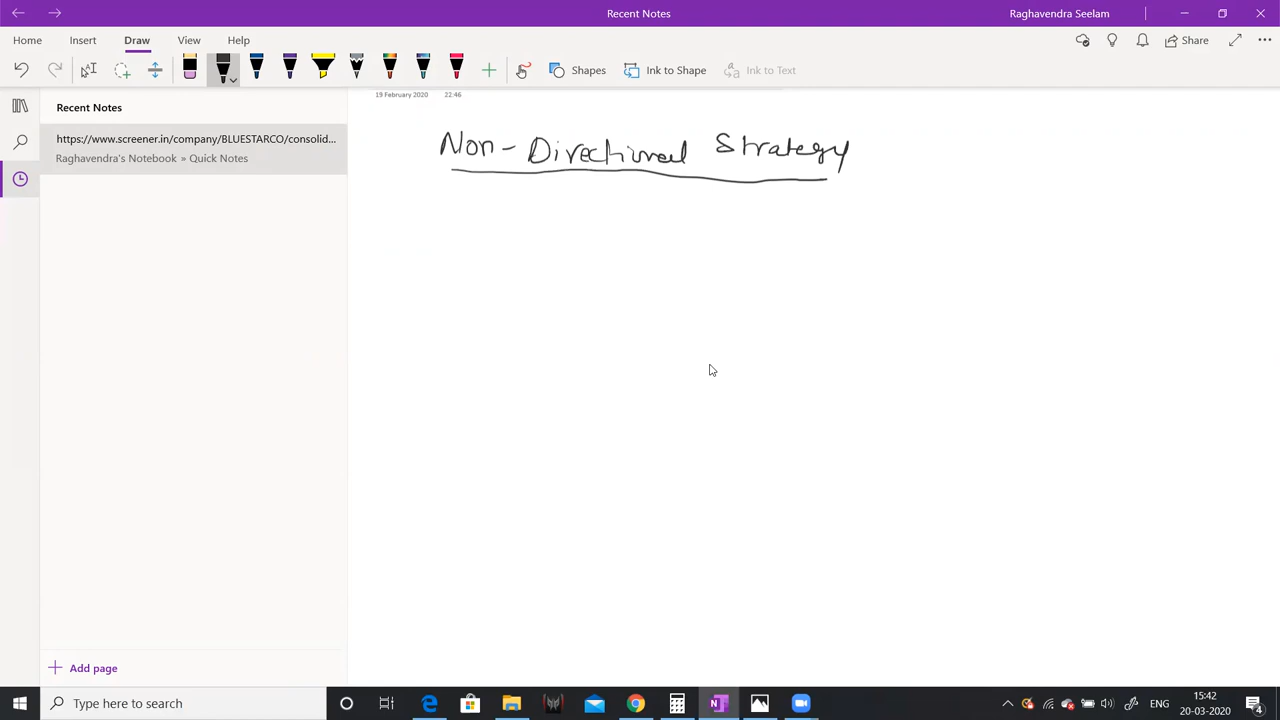 Recent Notes
Raghavendra Seelam
Home
Insert
Draw
View
Help
Share
Shapes
Ink to Shape
Ink to Text
Recent Notes
https://www.screener.in/company/BLUESTARCO/consolid...
Raghavendra's Notebook » Quick Notes
19 February 2020 22:46
Non-Directional Strategy
Add page
Type here to search
ENG
15:42
20-03-2020
4